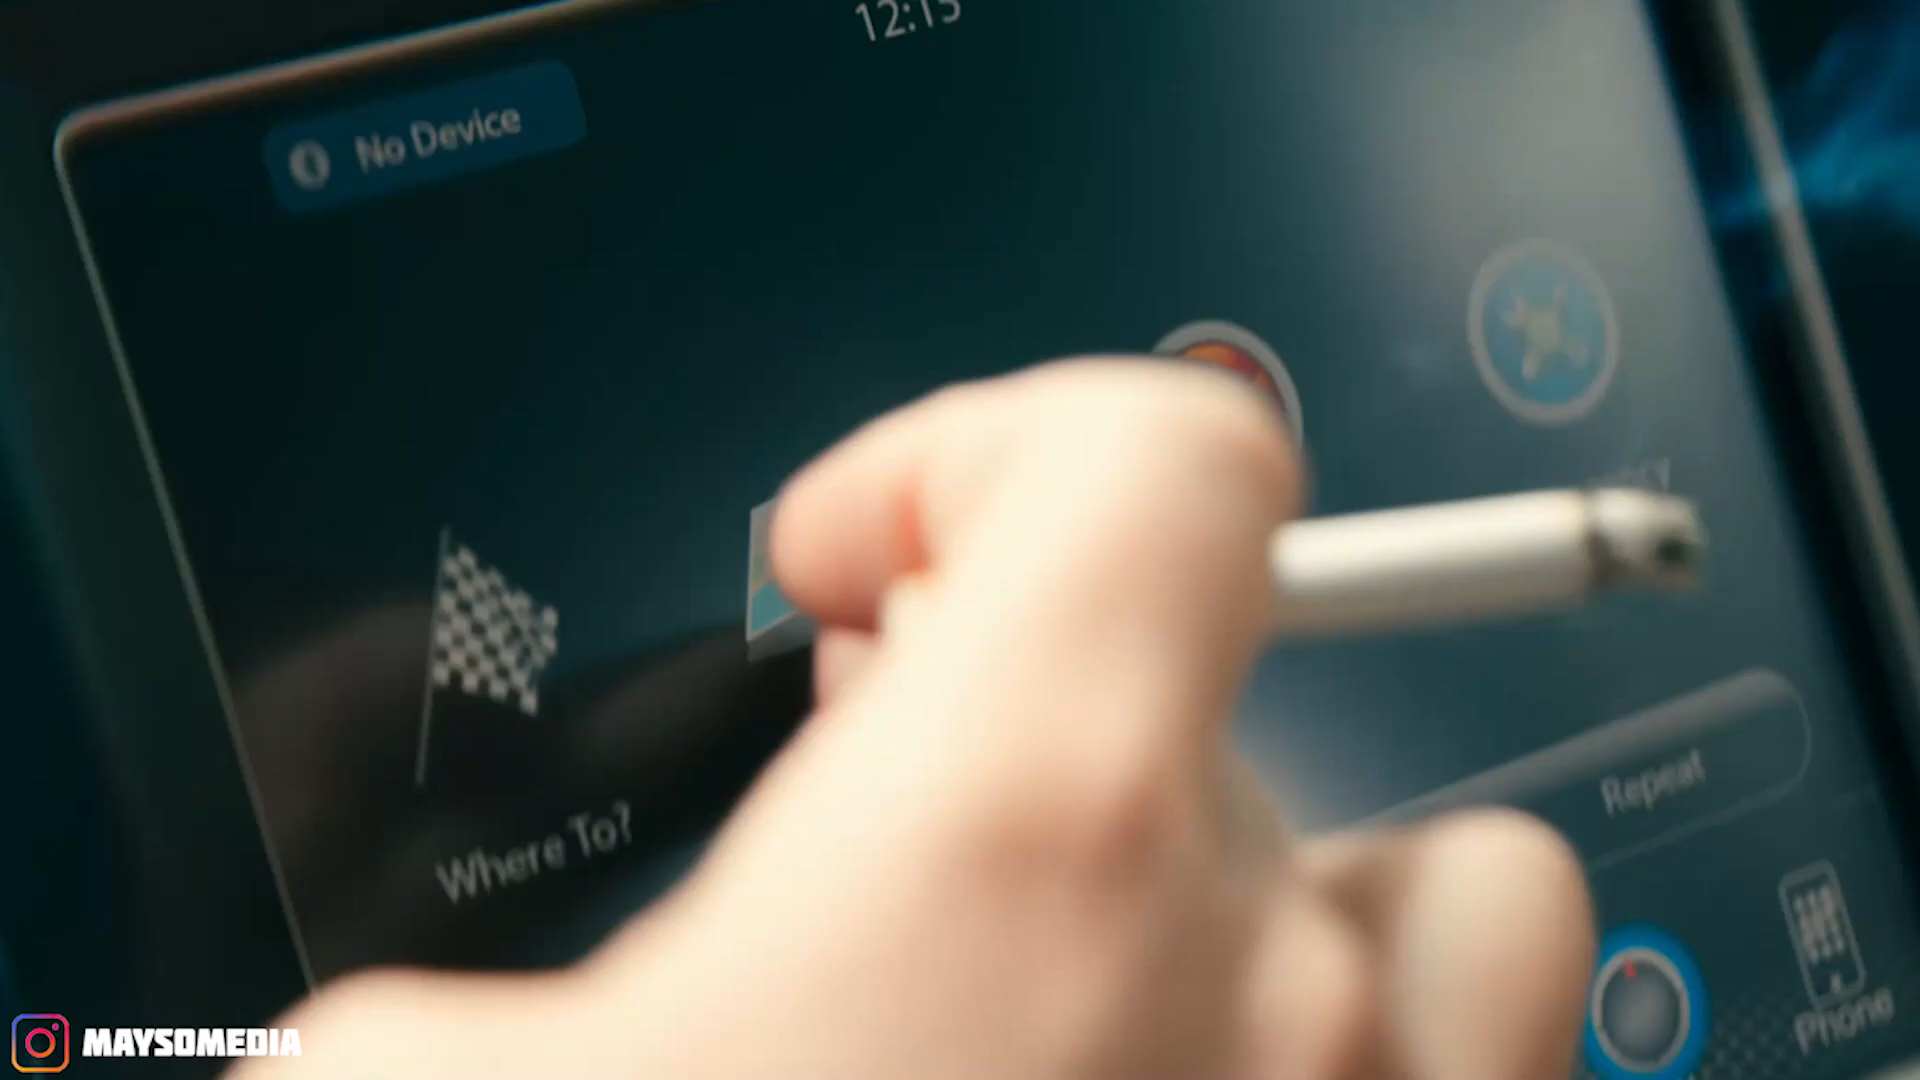 12:15
No Device
Where To?
Repeat
Phone
MAYSOMEDIA